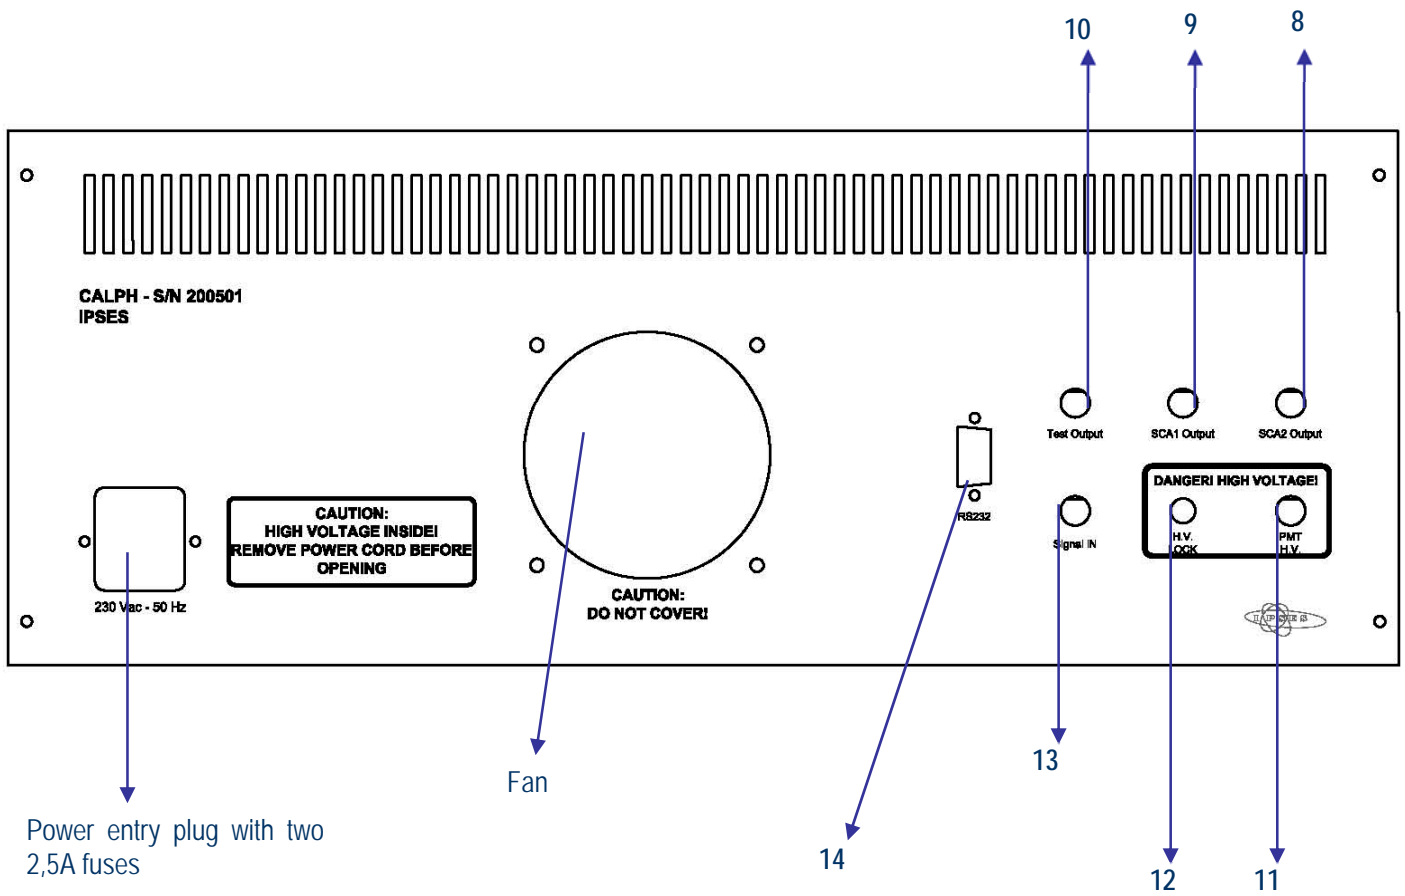 10
9
8
CALPH - S/N 200501
IPSES
Test Output
SCA1 Output
SCA2 Output
DANGER! HIGH VOLTAGE!
CAUTION:
HIGH VOLTAGE INSIDE!
REMOVE POWER CORD BEFORE
OPENING
RS232
Signal IN
H.V.
LOCK
PMT
H.V.
230 Vac - 50 Hz
CAUTION:
DO NOT COVER!
IPSES
13
Fan
Power entry plug with two
2,5A fuses
14
12
11